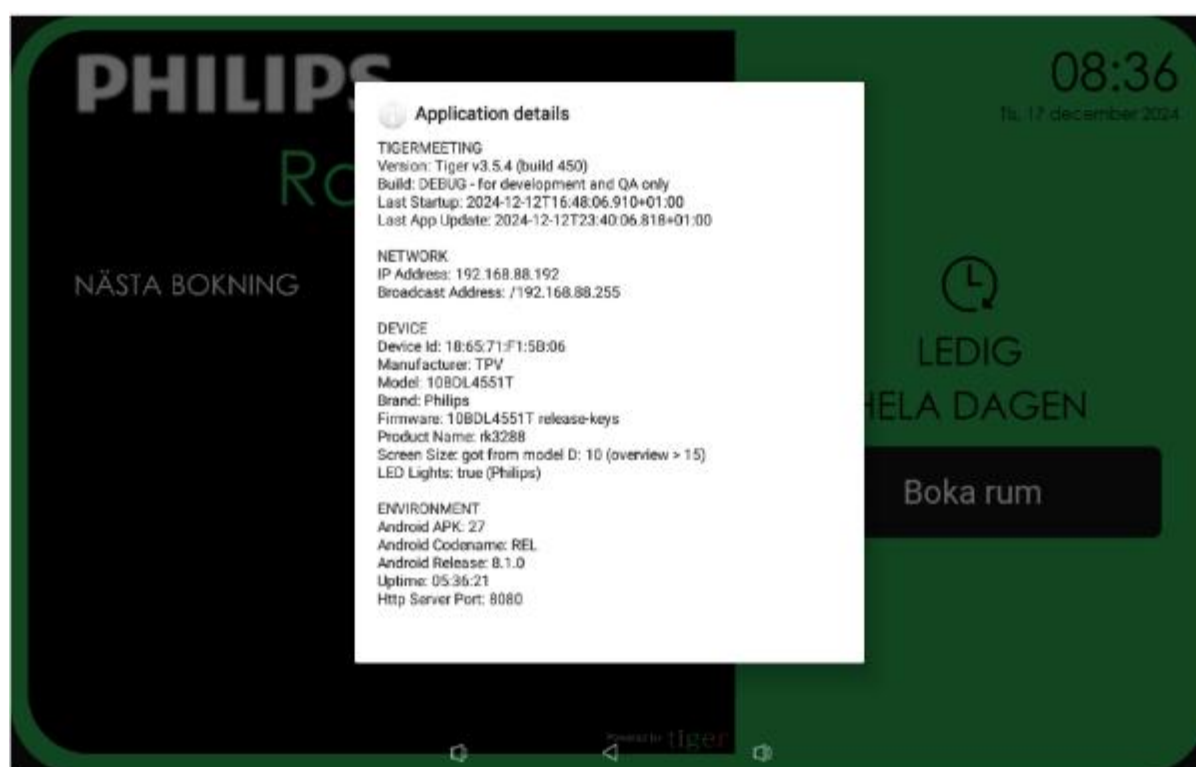 PHILIPS
08:36
Tis, 17 december 2024
Ro
NÄSTA BOKNING
LEDIG
HELA DAGEN
Boka rum
Application details
TIGERMEETING
Version: Tiger v3.5.4 (build 450)
Build: DEBUG - for development and QA only
Last Startup: 2024-12-12T16:48:06.910+01:00
Last App Update: 2024-12-12T23:40:06.818+01:00
NETWORK
IP Address: 192.168.88.192
Broadcast Address: /192.168.88.255
DEVICE
Device Id: 18:65:71:F1:5B:06
Manufacturer: TPV
Model: 10BDL4551T
Brand: Philips
Firmware: 10BDL4551T release-keys
Product Name: rk3288
Screen Size: got from model D: 10 (overview > 15)
LED Lights: true (Philips)
ENVIRONMENT
Android APK: 27
Android Codename: REL
Android Release: 8.1.0
Uptime: 05:36:21
Http Server Port: 8080
Powered by tiger